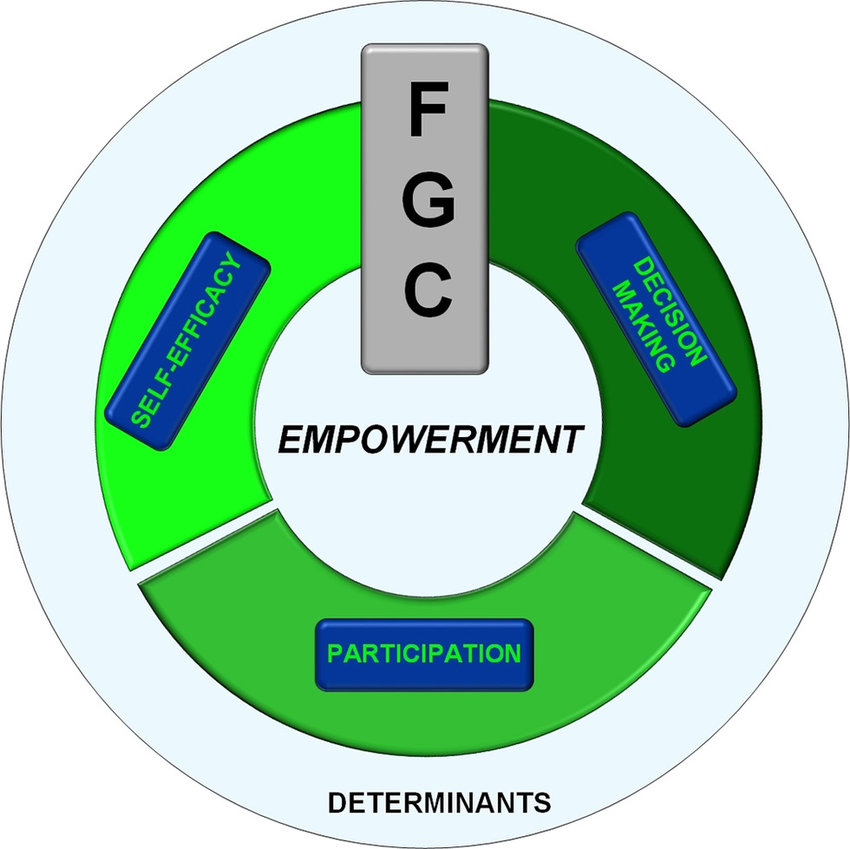 F
G
C
SELF-EFFICACY
DECISION
MAKING
EMPOWERMENT
PARTICIPATION
DETERMINANTS